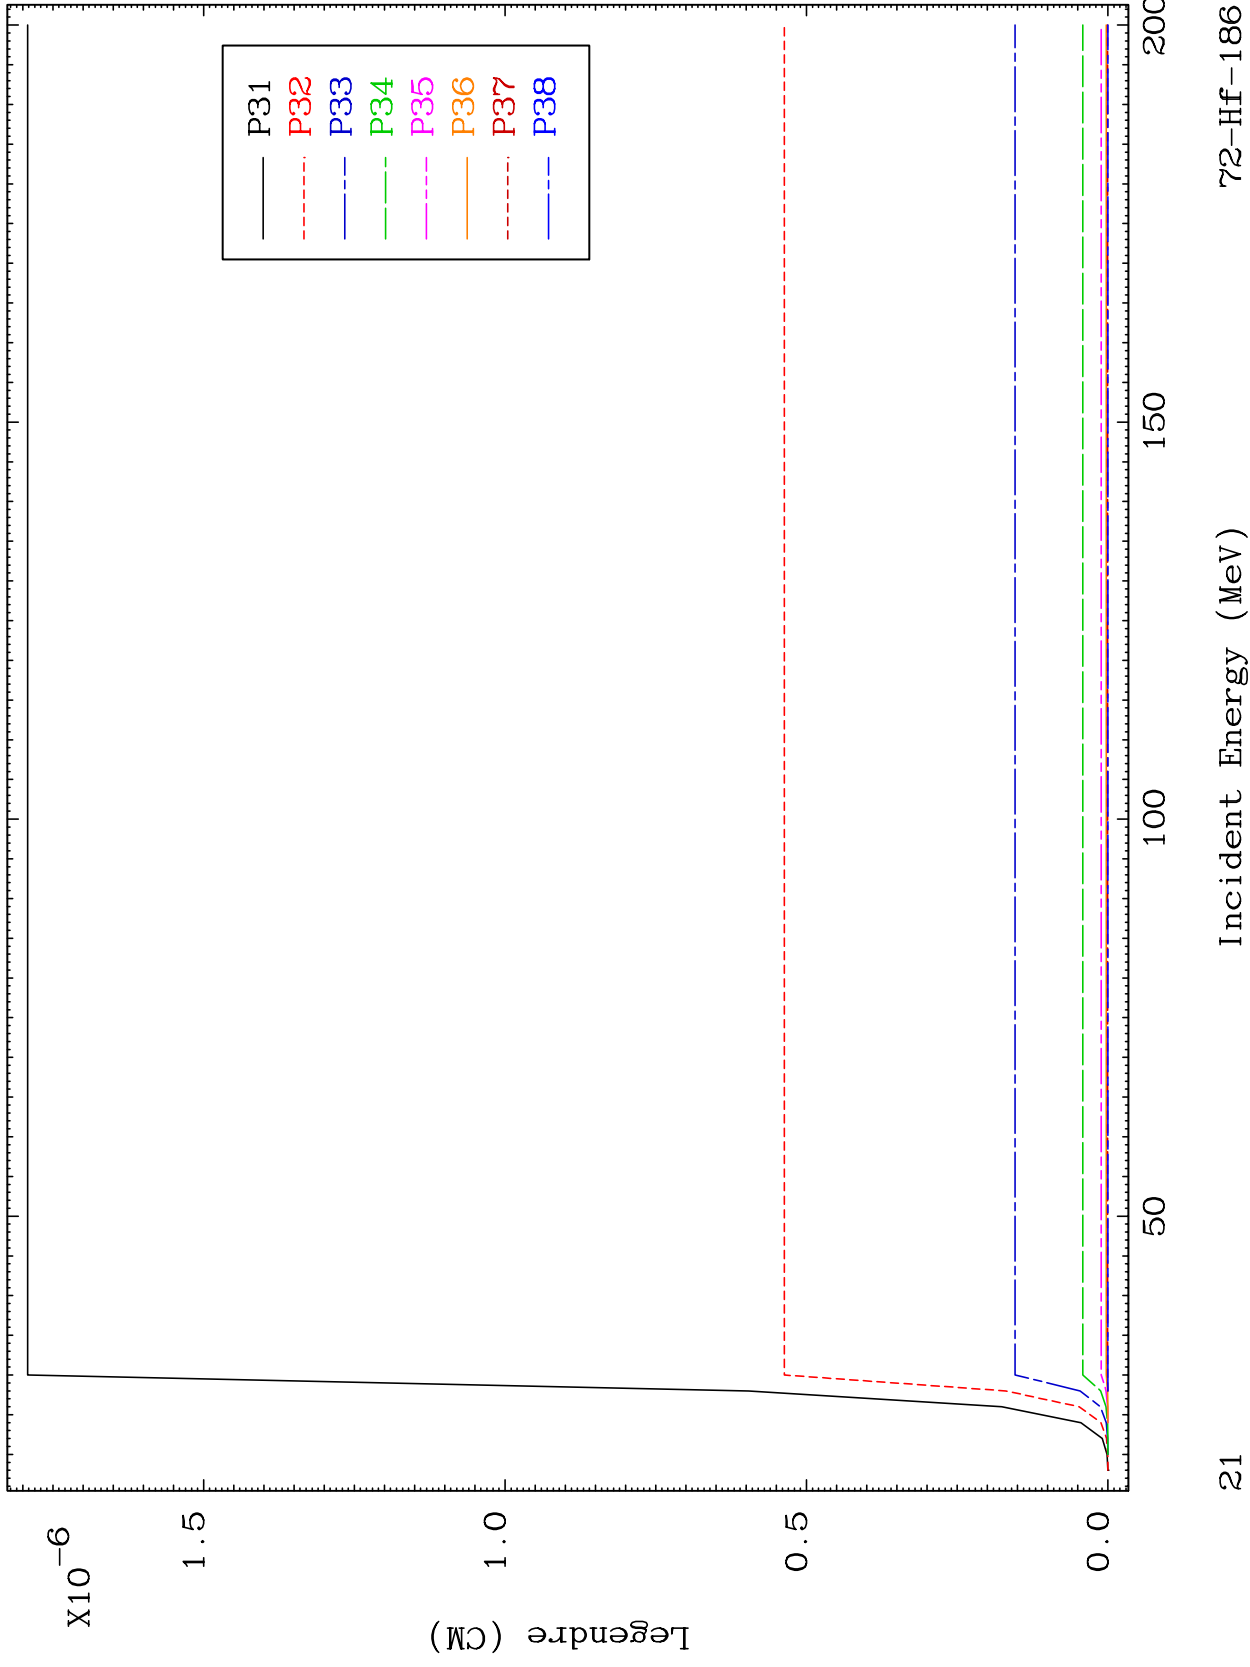 X10-6
1.5
1.0
0.5
0.0
Legendre (CM)
P31
P32
P33
P34
P35
P36
P37
P38
50
100
150
200
Incident Energy (MeV)
21
72-Hf-186